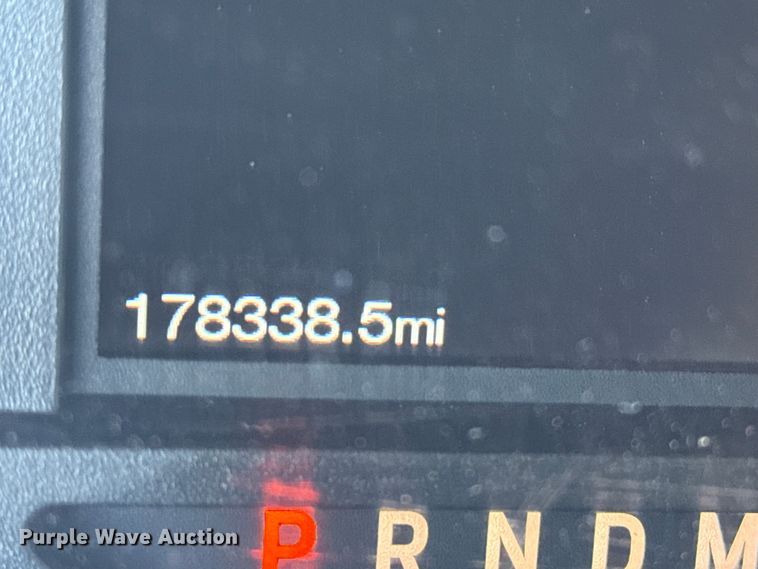 178338.5mi
P R N D M
Purple Wave Auction